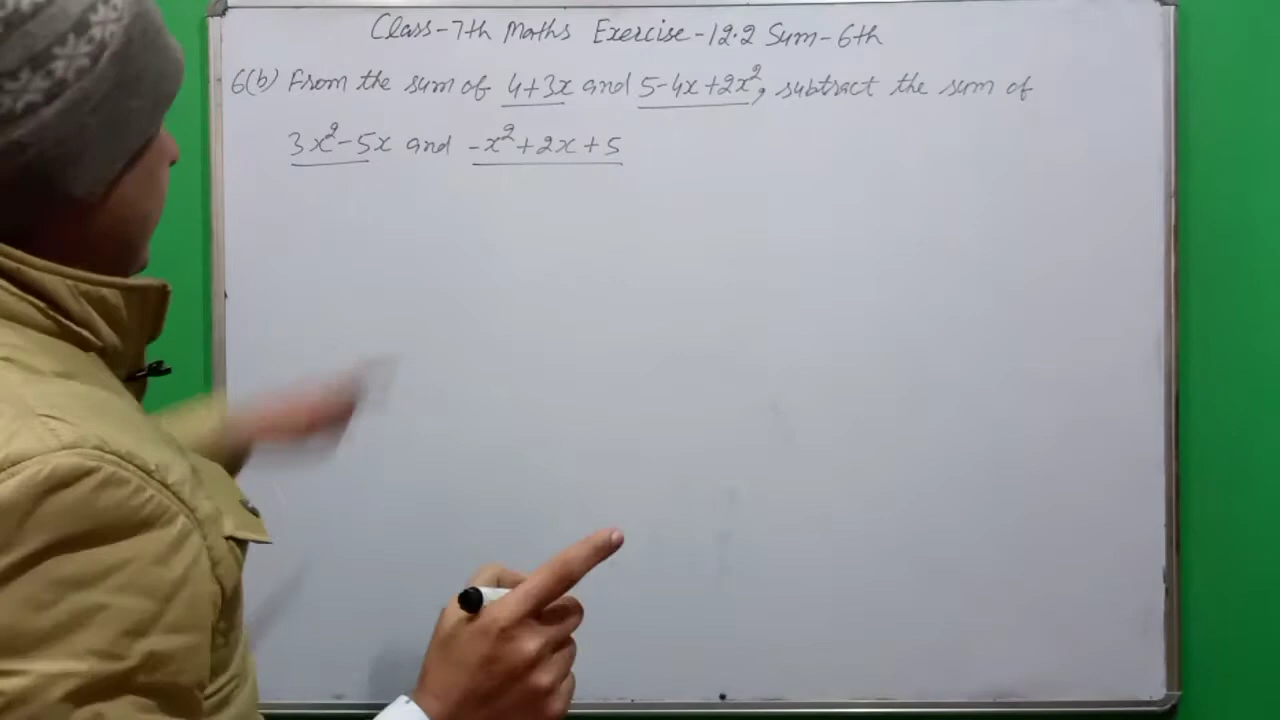 Class-7th Maths Exercise-12.2 Sum-6th
6(b) From the sum of 4+3x and 5-4x+2x², subtract the sum of
3x²-5x and -x²+2x+5